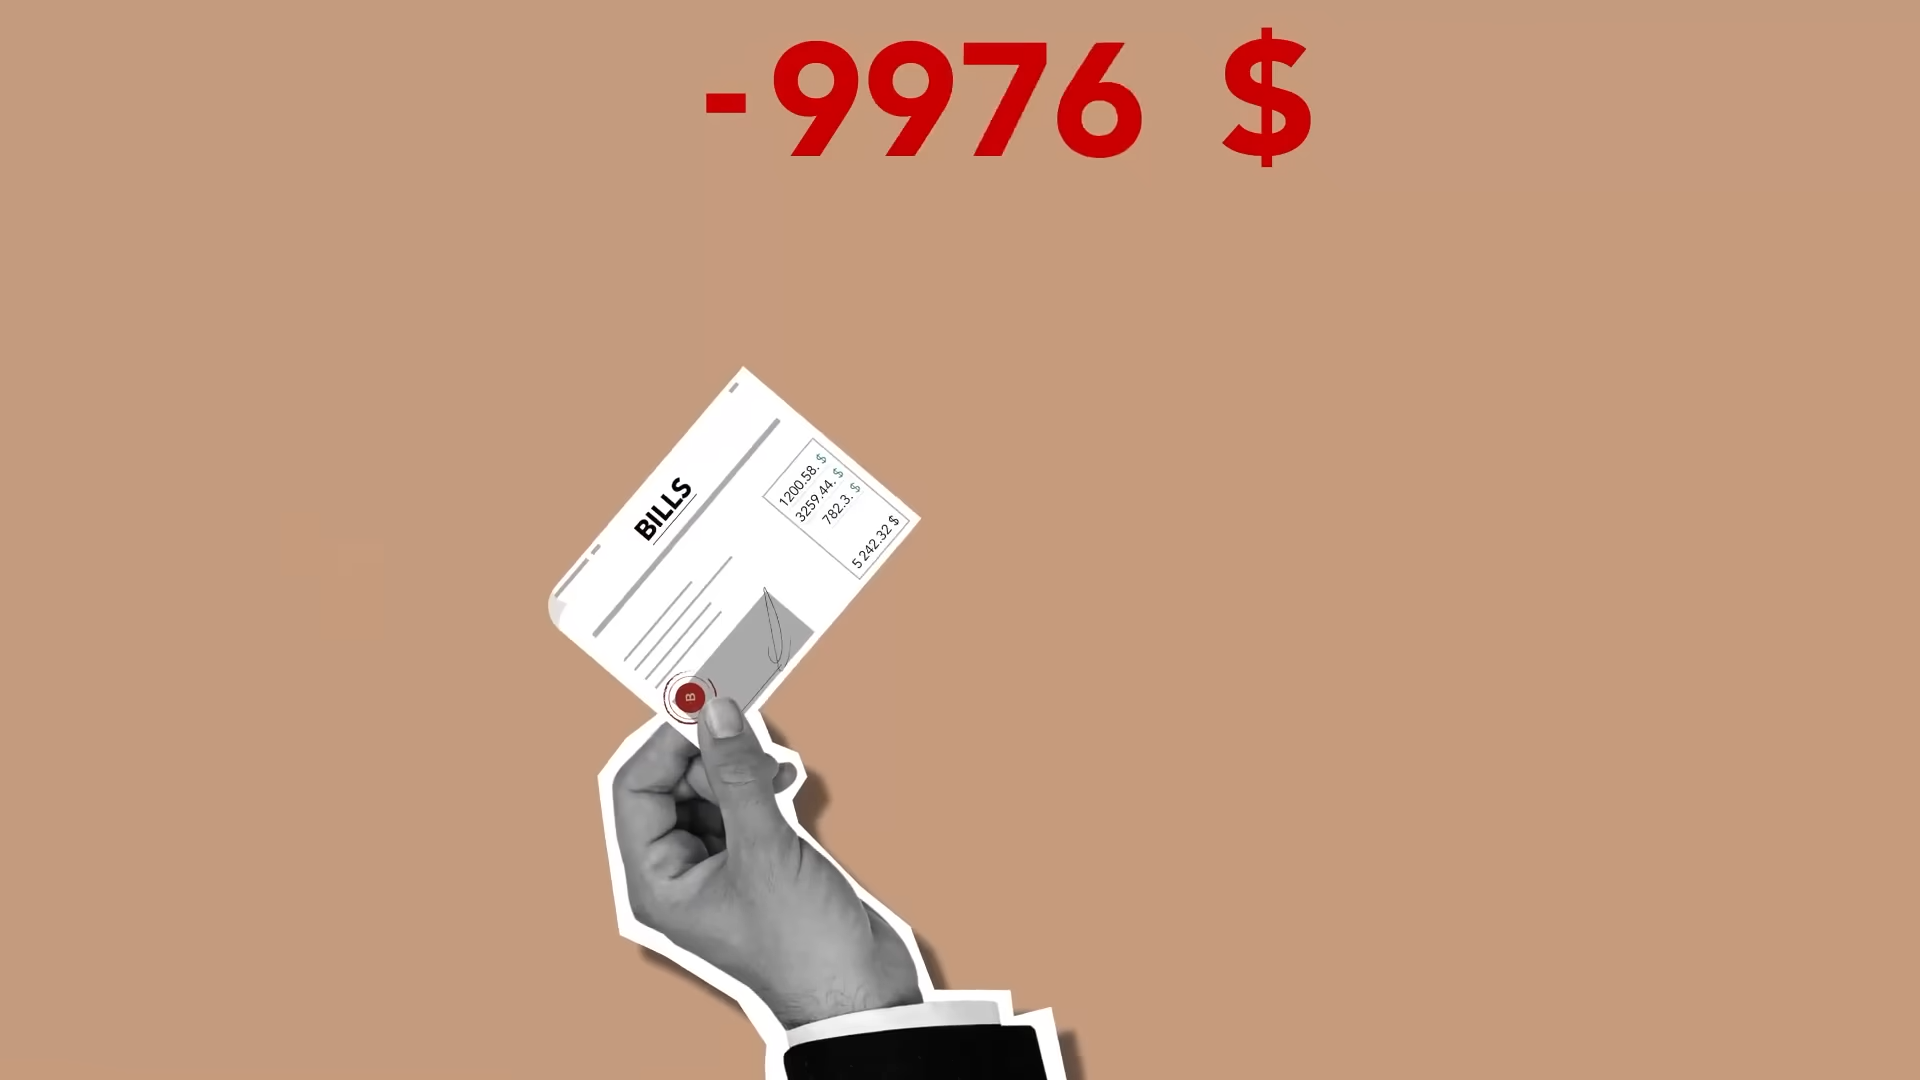 -9976 $
BILLS
1200.58. $
3259.44. $
782.3. $
5 242.32 $
B